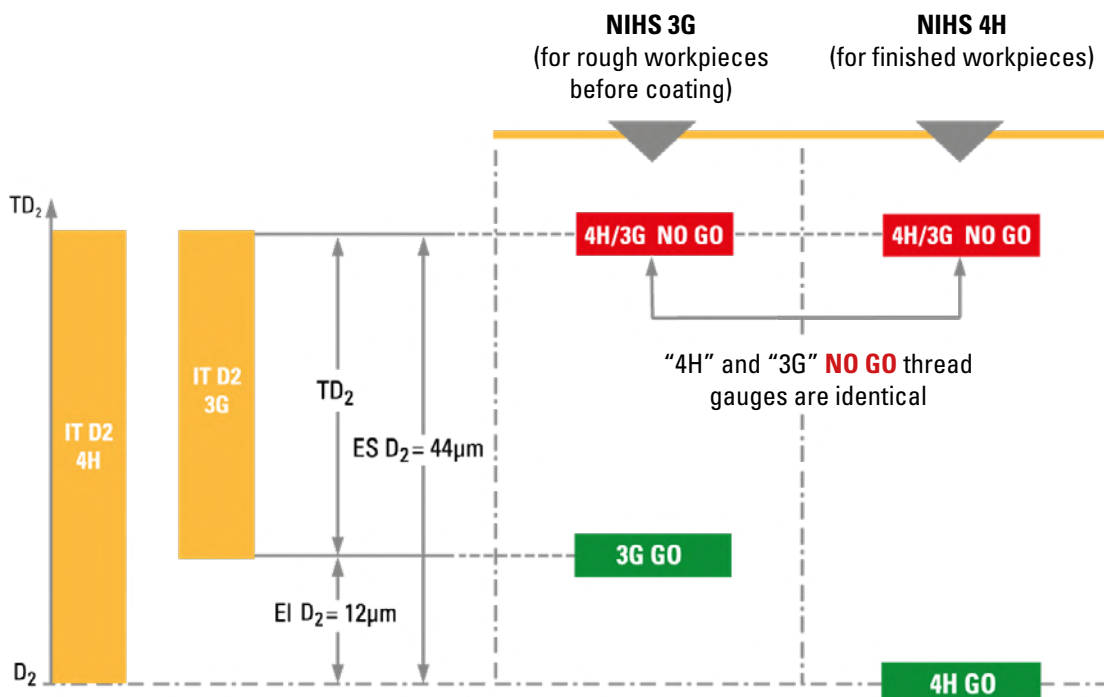 NIHS 3G
(for rough workpieces
before coating)
NIHS 4H
(for finished workpieces)
TD₂
4H/3G NO GO
4H/3G NO GO
IT D2
3G
IT D2
4H
TD₂
ES D₂ = 44µm
“4H” and “3G” NO GO thread
gauges are identical
3G GO
EI D₂ = 12µm
D₂
4H GO